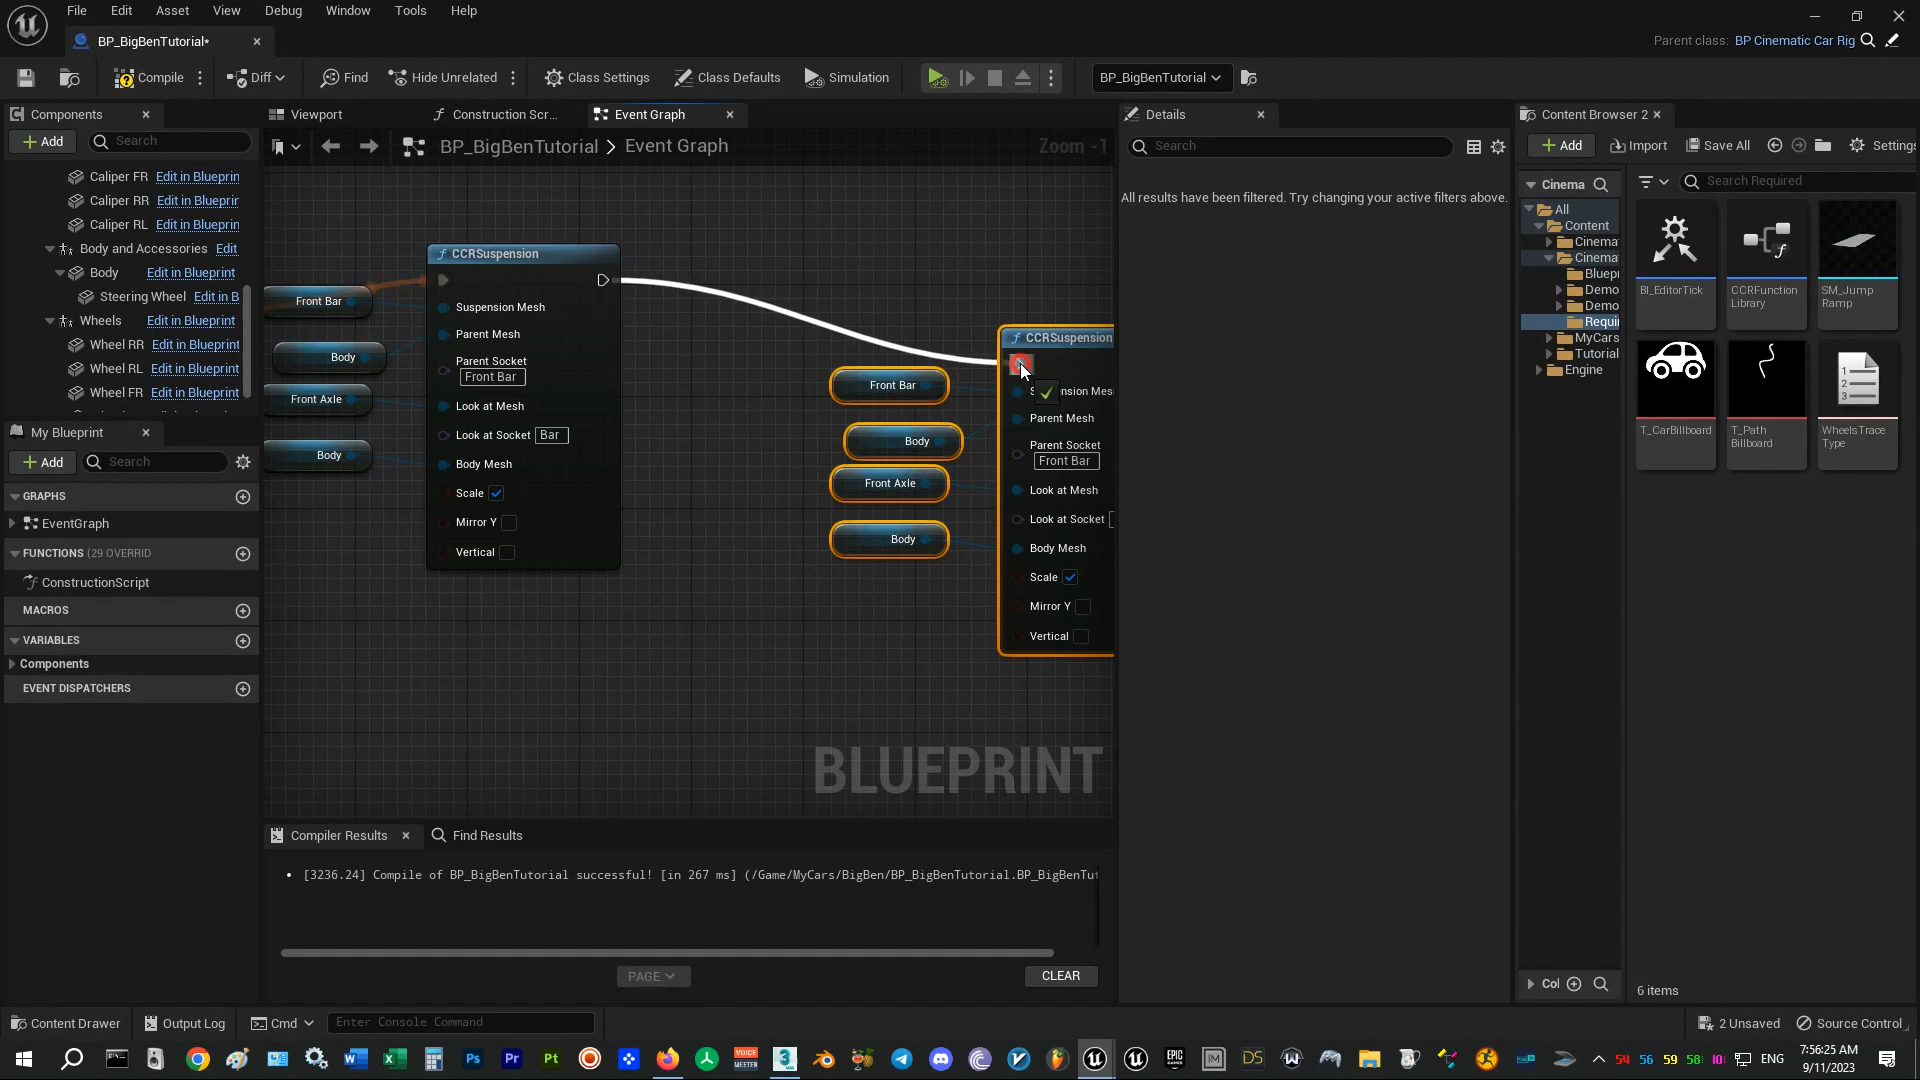 File Edit Asset View Debug Window Tools Help
BP_BigBenTutorial*
Parent class: BP Cinematic Car Rig
Compile Diff Find Hide Unrelated Class Settings Class Defaults Simulation BP_BigBenTutorial
Components
Add Search
Caliper FR Edit in Blueprin
Caliper RR Edit in Blueprin
Caliper RL Edit in Blueprin
Body and Accessories Edit
Body Edit in Blueprint
Steering Wheel Edit in B
Wheels Edit in Blueprint
Wheel RR Edit in Blueprint
Wheel RL Edit in Blueprint
Wheel FR Edit in Blueprint
My Blueprint
Add Search
GRAPHS
EventGraph
FUNCTIONS (29 OVERRID
ConstructionScript
MACROS
VARIABLES
Components
EVENT DISPATCHERS
Viewport Construction Scr... Event Graph
BP_BigBenTutorial > Event Graph Zoom -1
CCRSuspension
Front Bar
Body
Front Axle
Body
Suspension Mesh
Parent Mesh
Parent Socket
Front Bar
Look at Mesh
Look at Socket Bar
Body Mesh
Scale
Mirror Y
Vertical
CCRSuspension
Front Bar
Body
Front Axle
Body
S nsion Mes
Parent Mesh
Parent Socket
Front Bar
Look at Mesh
Look at Socket
Body Mesh
Scale
Mirror Y
Vertical
BLUEPRINT
Compiler Results Find Results
[3236.24] Compile of BP_BigBenTutorial successful! [in 267 ms] (/Game/MyCars/BigBen/BP_BigBenTutorial.BP_BigBenTut
PAGE CLEAR
Details
Search
All results have been filtered. Try changing your active filters above.
Content Browser 2
Add Import Save All Settings
Cinema
All
Content
Cinema
Cinema
Bluep
Demo
Demo
Requi
MyCars
Tutorial
Engine
Col
Search Required
BI_EditorTick
CCRFunction
Library
SM_Jump
Ramp
T_CarBillboard
T_Path
Billboard
WheelsTrace
Type
6 items
Content Drawer Output Log Cmd Enter Console Command 2 Unsaved Source Control
54 56 59 58 ENG
7:56:25 AM
9/11/2023